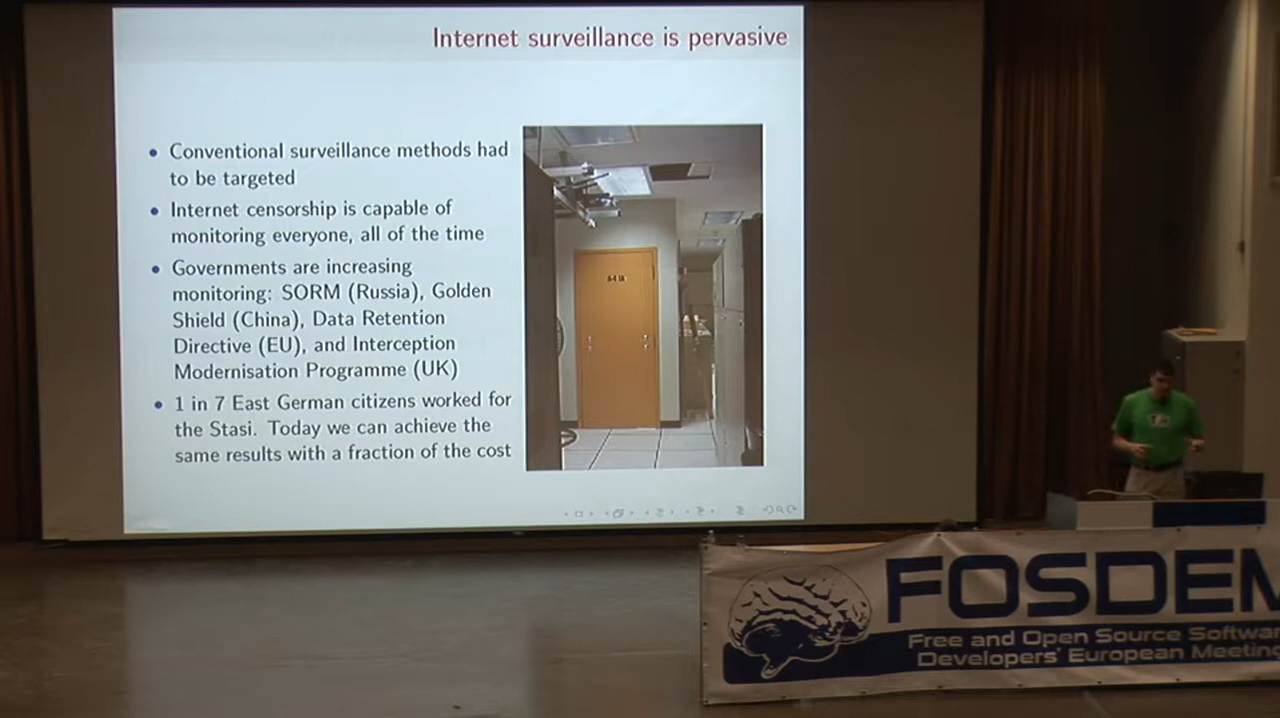 Internet surveillance is pervasive
• Conventional surveillance methods had
to be targeted
• Internet censorship is capable of
monitoring everyone, all of the time
• Governments are increasing
monitoring: SORM (Russia), Golden
Shield (China), Data Retention
Directive (EU), and Interception
Modernisation Programme (UK)
• 1 in 7 East German citizens worked for
the Stasi. Today we can achieve the
same results with a fraction of the cost
641A
FOSDEM
Free and Open Source Softwar
Developers' European Meeting